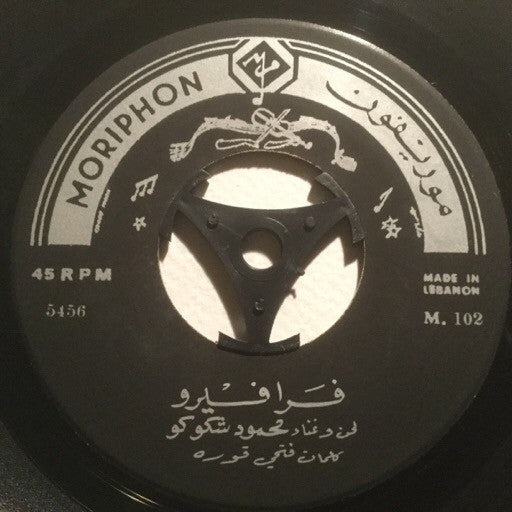 MORIPHON
موريفون
45 RPM
5456
MADE IN
LEBANON
M. 102
فرافيرو
لحن وغناء محمود شكوكو
كلمات فتحي قوره